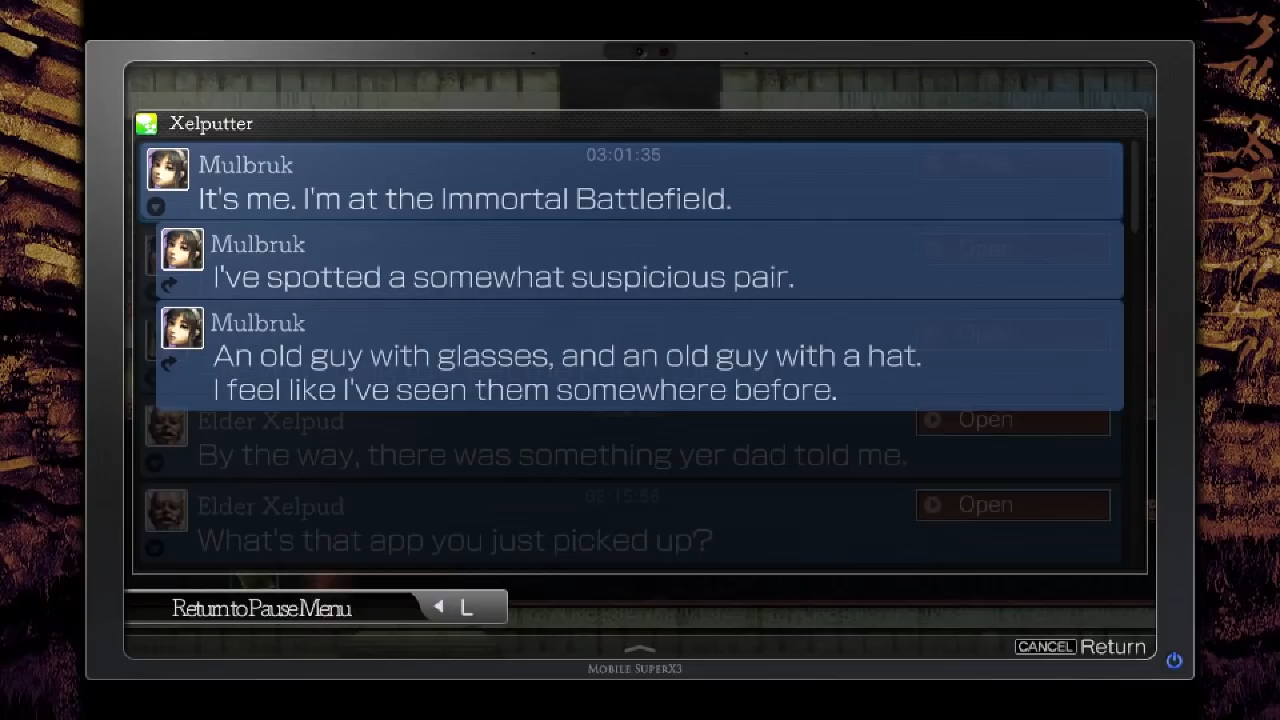 Xelputter
Mulbruk
03:01:35
It's me. I'm at the Immortal Battlefield.
Mulbruk
I've spotted a somewhat suspicious pair.
Mulbruk
An old guy with glasses, and an old guy with a hat.
I feel like I've seen them somewhere before.
Elder Xelpud
Open
By the way, there was something yer dad told me.
Elder Xelpud
Open
What's that app you just picked up?
Return to Pause Menu
L
CANCEL Return
MOBILE SUPERX3